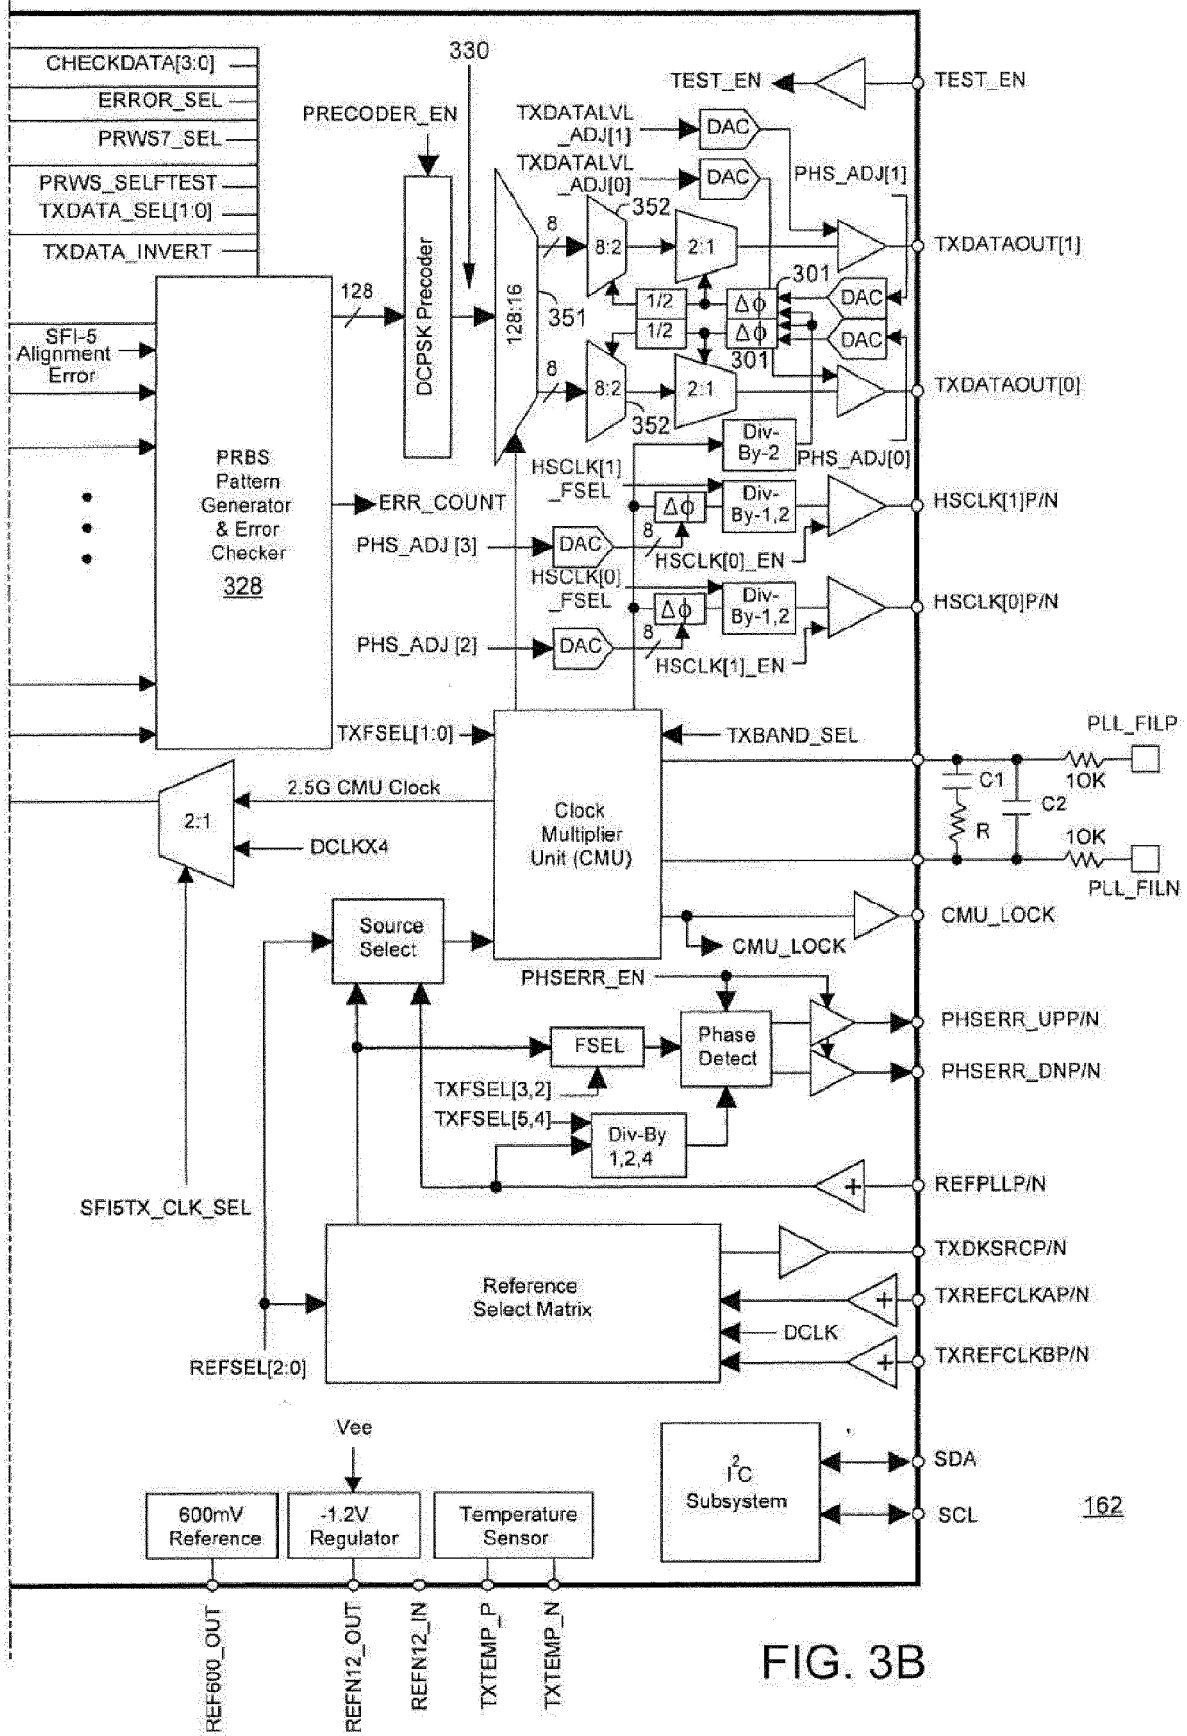 CHECKDATA[3:0]
ERROR_SEL
PRWS7_SEL
PRWS_SELFTEST
TXDATA_SEL[1:0]
TXDATA_INVERT
330
PRECODER_EN
TXDATALVL
_ADJ[1]
DAC
TXDATALVL
_ADJ[0]
DAC
TEST_EN
TEST_EN
PHS_ADJ[1]
128
DCPSK Precoder
128:16
351
8
8:2
352
2:1
TXDATAOUT[1]
1/2
Δϕ
301
DAC
1/2
Δϕ
301
DAC
8
8:2
352
2:1
TXDATAOUT[0]
PHS_ADJ[0]
SFI-5
Alignment
Error
PRBS
Pattern
Generator
& Error
Checker
328
ERR_COUNT
Div-
By-2
HSCLK[1]
_FSEL
Δϕ
Div-
By-1,2
HSCLK[1]P/N
PHS_ADJ [3]
DAC
8
HSCLK[0]_EN
HSCLK[0]
_FSEL
Δϕ
Div-
By-1,2
HSCLK[0]P/N
PHS_ADJ [2]
DAC
8
HSCLK[1]_EN
TXFSEL[1:0]
TXBAND_SEL
2.5G CMU Clock
2:1
DCLKX4
Clock
Multiplier
Unit (CMU)
PLL_FILP
10K
C1
C2
R
10K
PLL_FILN
Source
Select
CMU_LOCK
CMU_LOCK
PHSERR_EN
FSEL
Phase
Detect
PHSERR_UPP/N
PHSERR_DNP/N
TXFSEL[3,2]
TXFSEL[5,4]
Div-By
1,2,4
SFI5TX_CLK_SEL
+
REFPLLP/N
Reference
Select Matrix
TXDKSRCP/N
+
TXREFCLKAP/N
DCLK
+
TXREFCLKBP/N
REFSEL[2:0]
Vee
600mV
Reference
-1.2V
Regulator
Temperature
Sensor
I2C
Subsystem
SDA
SCL
162
REF600_OUT
REFN12_OUT
REFN12_IN
TXTEMP_P
TXTEMP_N
FIG. 3B